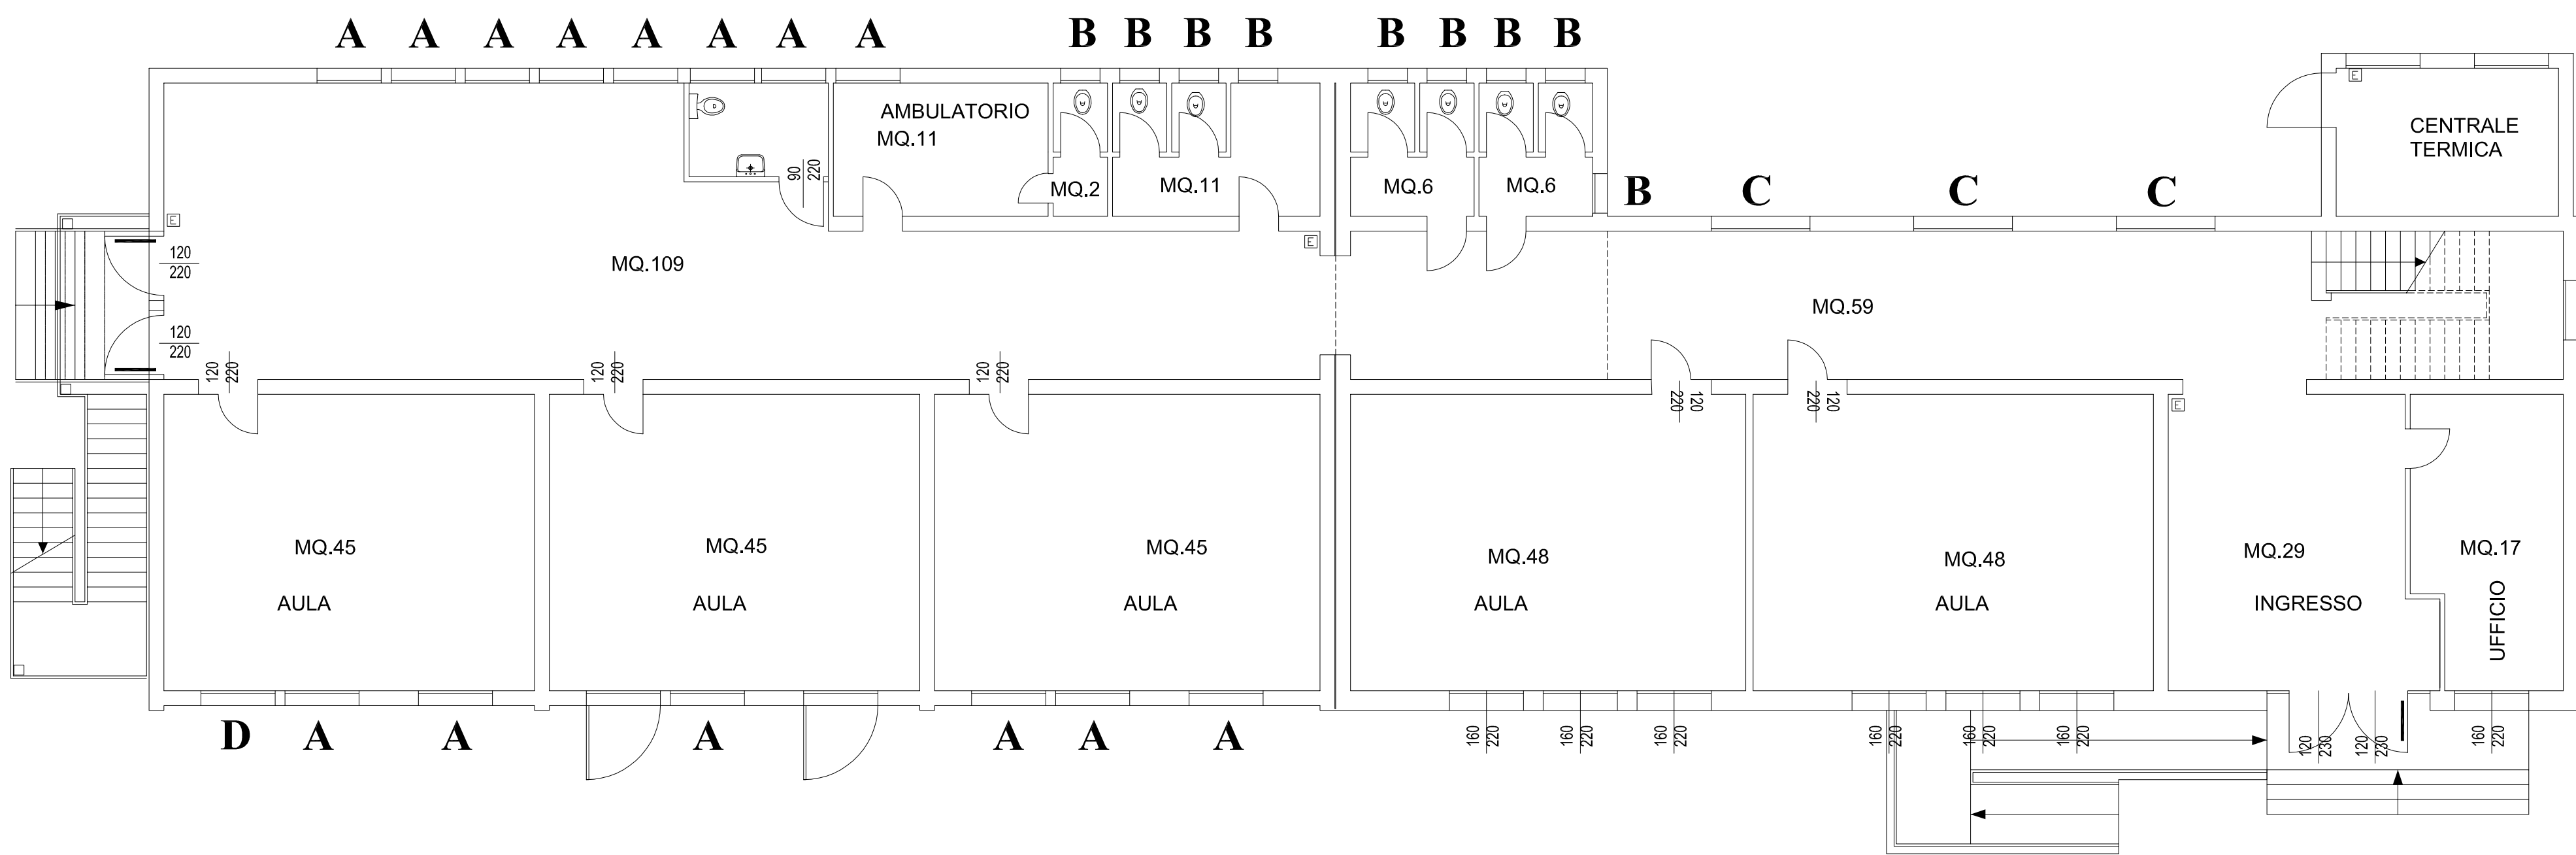 A A A A A A A A B B B B B B B B
E
AMBULATORIO
MQ.11
CENTRALE
TERMICA
90
220
MQ.2
MQ.11
MQ.6
MQ.6
B C C C
E
E
120
220
MQ.109
MQ.59
120
220
120
220
120
220
120
220
220
120
220
120
E
MQ.45
MQ.45
MQ.45
MQ.48
MQ.48
MQ.29
MQ.17
AULA
AULA
AULA
AULA
AULA
INGRESSO
UFFICIO
D A A A A A A
160
220
160
220
160
220
160
220
160
220
160
220
120
230
120
230
160
220